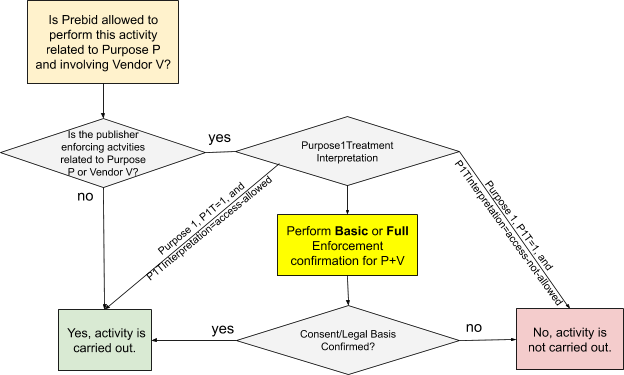 Is Prebid allowed to
perform this activity
related to Purpose P
and involving Vendor V?
Is the publisher
enforcing actvities
related to Purpose
P or Vendor V?
yes
Purpose1Treatment
Interpretation
no
Purpose 1, P1T=1, and
P1TInterpretation=access-allowed
Purpose 1, P1T=1, and
P1TInterpretation=access-not-allowed
Perform Basic or Full
Enforcement
confirmation for P+V
Yes, activity is
carried out.
yes
Consent/Legal Basis
Confirmed?
no
No, activity is
not carried out.